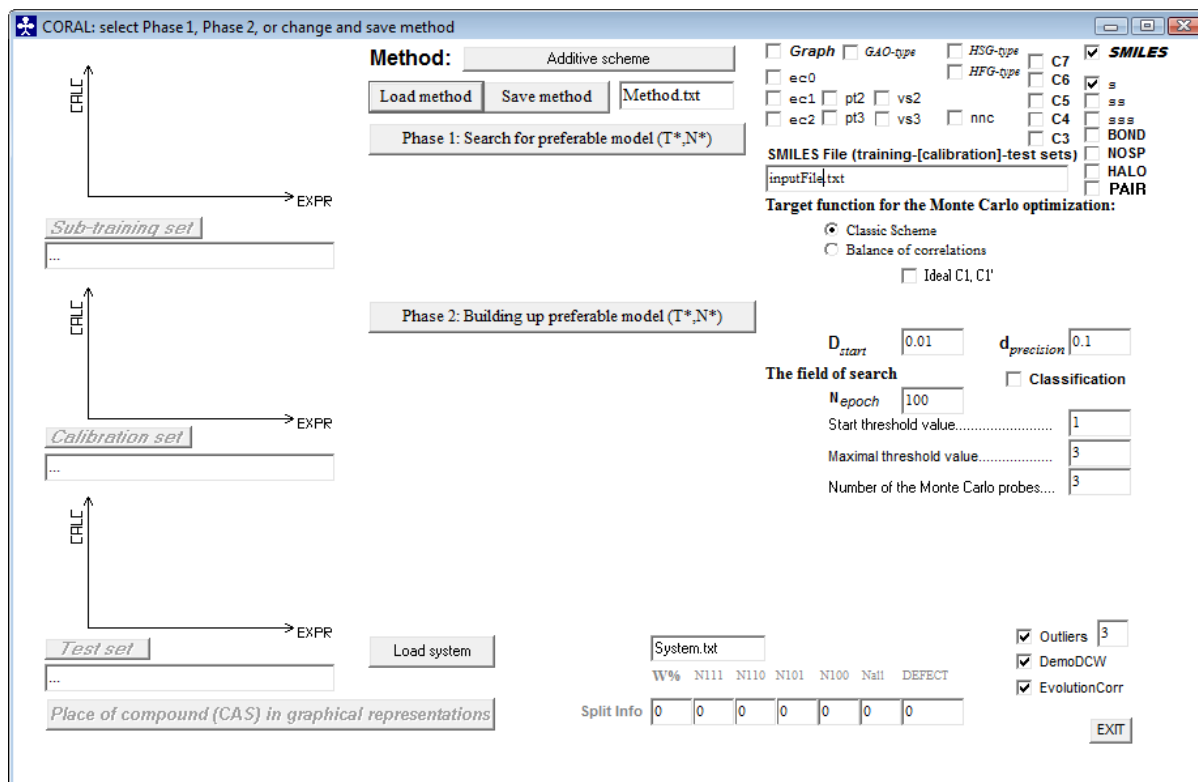 CORAL: select Phase 1, Phase 2, or change and save method
Method: Additive scheme
Load method Save method Method.txt
Phase 1: Search for preferable model (T*,N*)
CALC
EXPR
Sub-training set
...
CALC
EXPR
Calibration set
...
CALC
EXPR
Test set
...
Place of compound (CAS) in graphical representations
Phase 2: Building up preferable model (T*,N*)
Load system
Graph GAO-type HSG-type C7 SMILES
ec0 HFG-type C6 s
ec1 pt2 vs2 C5 ss
ec2 pt3 vs3 nnc C4 sss
C3 BOND
SMILES File (training-[calibration]-test sets) NOSP
inputFile.txt HALO
PAIR
Target function for the Monte Carlo optimization:
Classic Scheme
Balance of correlations
Ideal C1, C1'
Dstart 0.01 dprecision 0.1
The field of search Classification
Nepoch 100
Start threshold value......................... 1
Maximal threshold value................... 3
Number of the Monte Carlo probes.... 3
System.txt
W% N111 N110 N101 N100 Nall DEFECT
Split Info 0 0 0 0 0 0 0
Outliers 3
DemoDCW
EvolutionCorr
EXIT